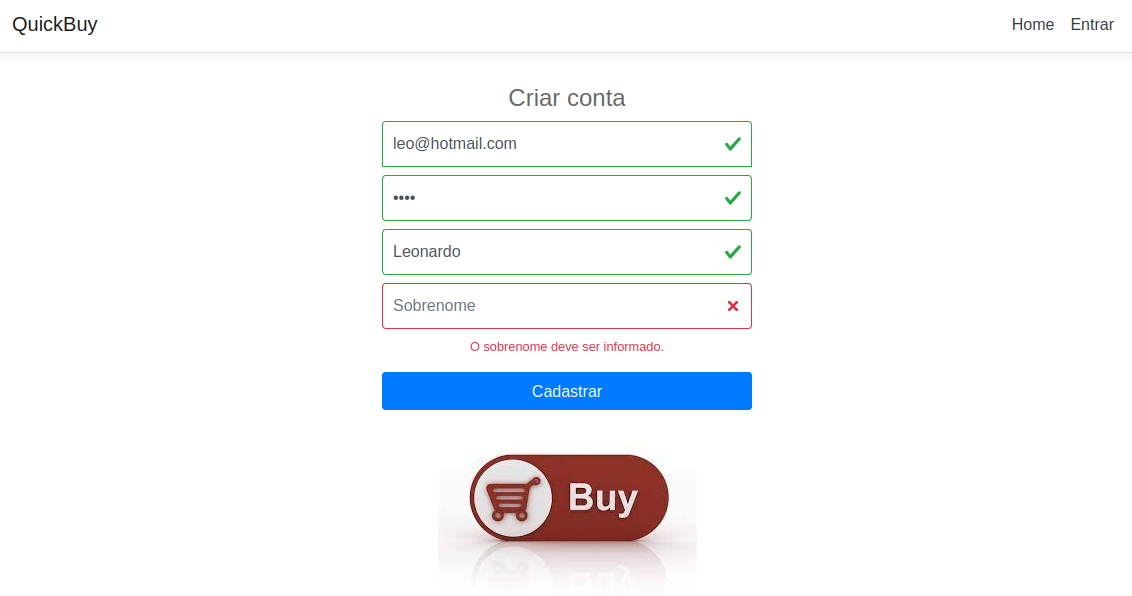 QuickBuy Home Entrar
Criar conta
leo@hotmail.com
••••
Leonardo
Sobrenome
O sobrenome deve ser informado.
Cadastrar
Buy